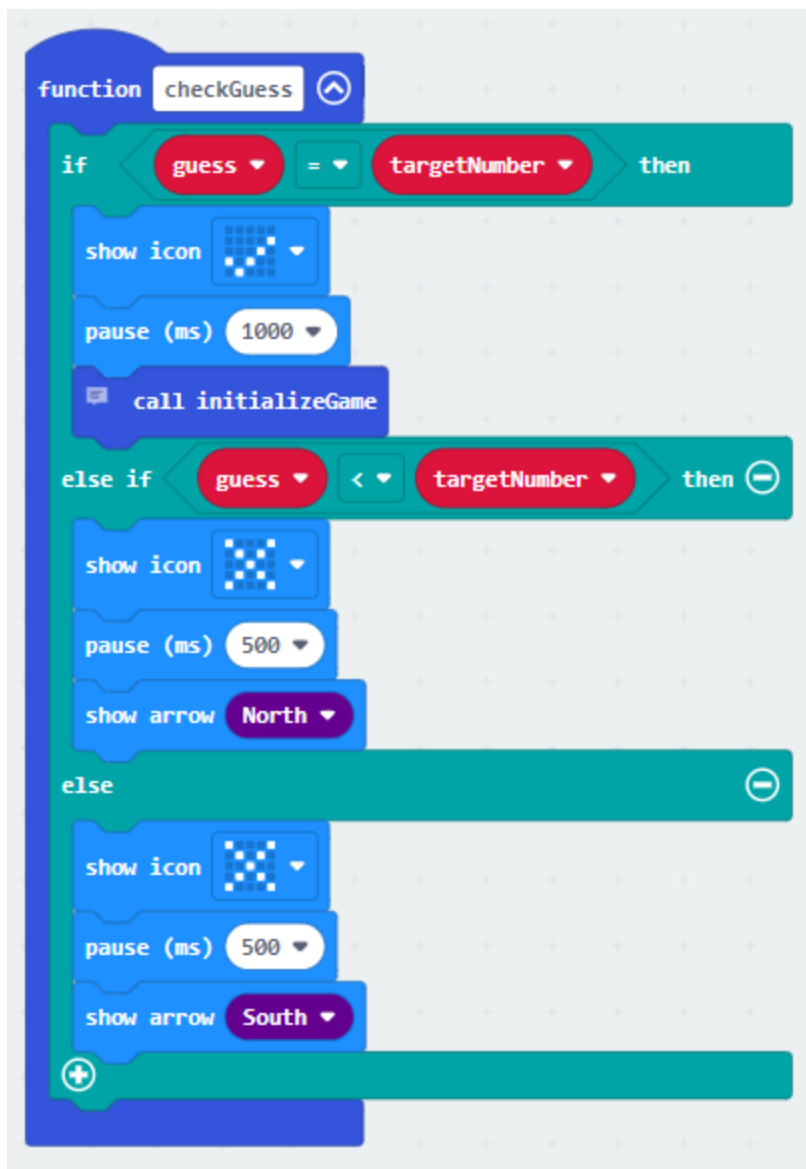 function checkGuess
if guess = targetNumber then
show icon
pause (ms) 1000
call initializeGame
else if guess < targetNumber then
show icon
pause (ms) 500
show arrow North
else
show icon
pause (ms) 500
show arrow South